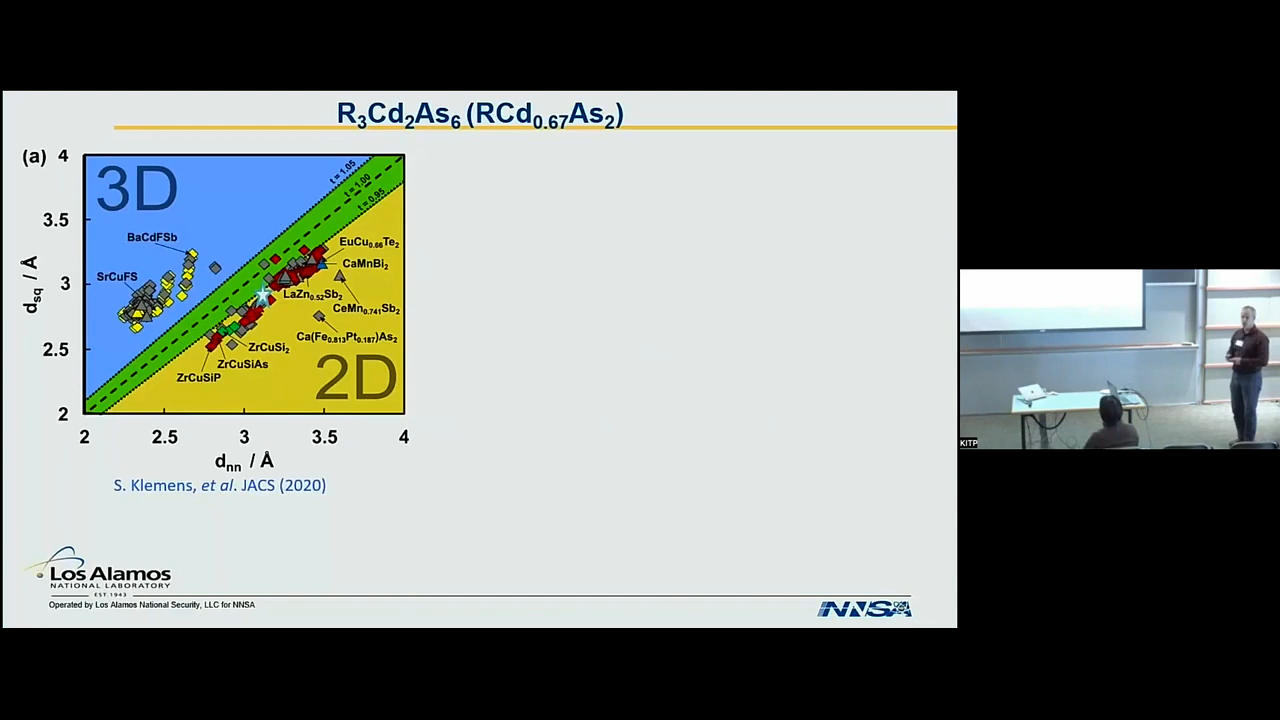 R3Cd2As6 (RCd0.67As2)
(a)
4
3.5
3
2.5
2
2
2.5
3
3.5
4
dsq / Å
dnn / Å
3D
2D
t = 1.05
t = 1.00
t = 0.95
BaCdFSb
SrCuFS
EuCu0.66Te2
CaMnBi2
LaZn0.52Sb2
CeMn0.741Sb2
Ca(Fe0.813Pt0.187)As2
ZrCuSi2
ZrCuSiAs
ZrCuSiP
S. Klemens, et al. JACS (2020)
Los Alamos
NATIONAL LABORATORY
EST.1943
Operated by Los Alamos National Security, LLC for NNSA
NNSA
KITP